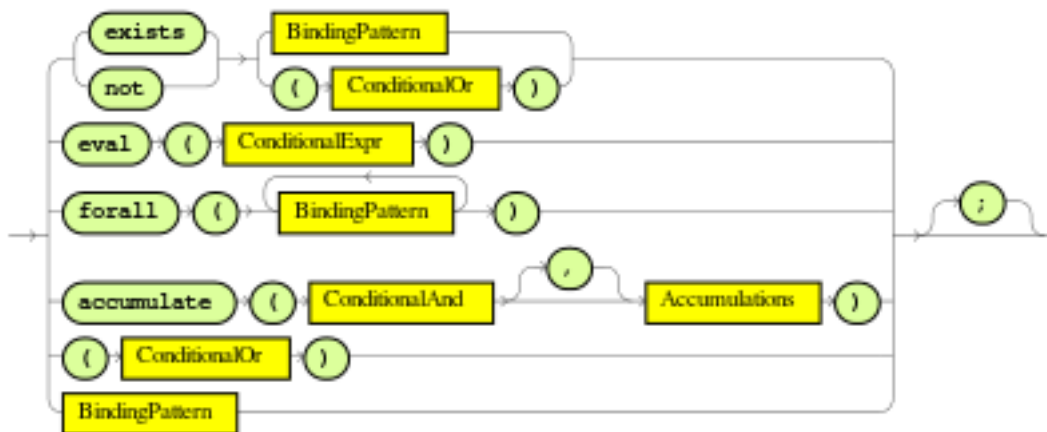 exists BindingPattern
not ( ConditionalOr )
eval ( ConditionalExpr )
forall ( BindingPattern ) ;
accumulate ( ConditionalAnd , Accumulations )
( ConditionalOr )
BindingPattern